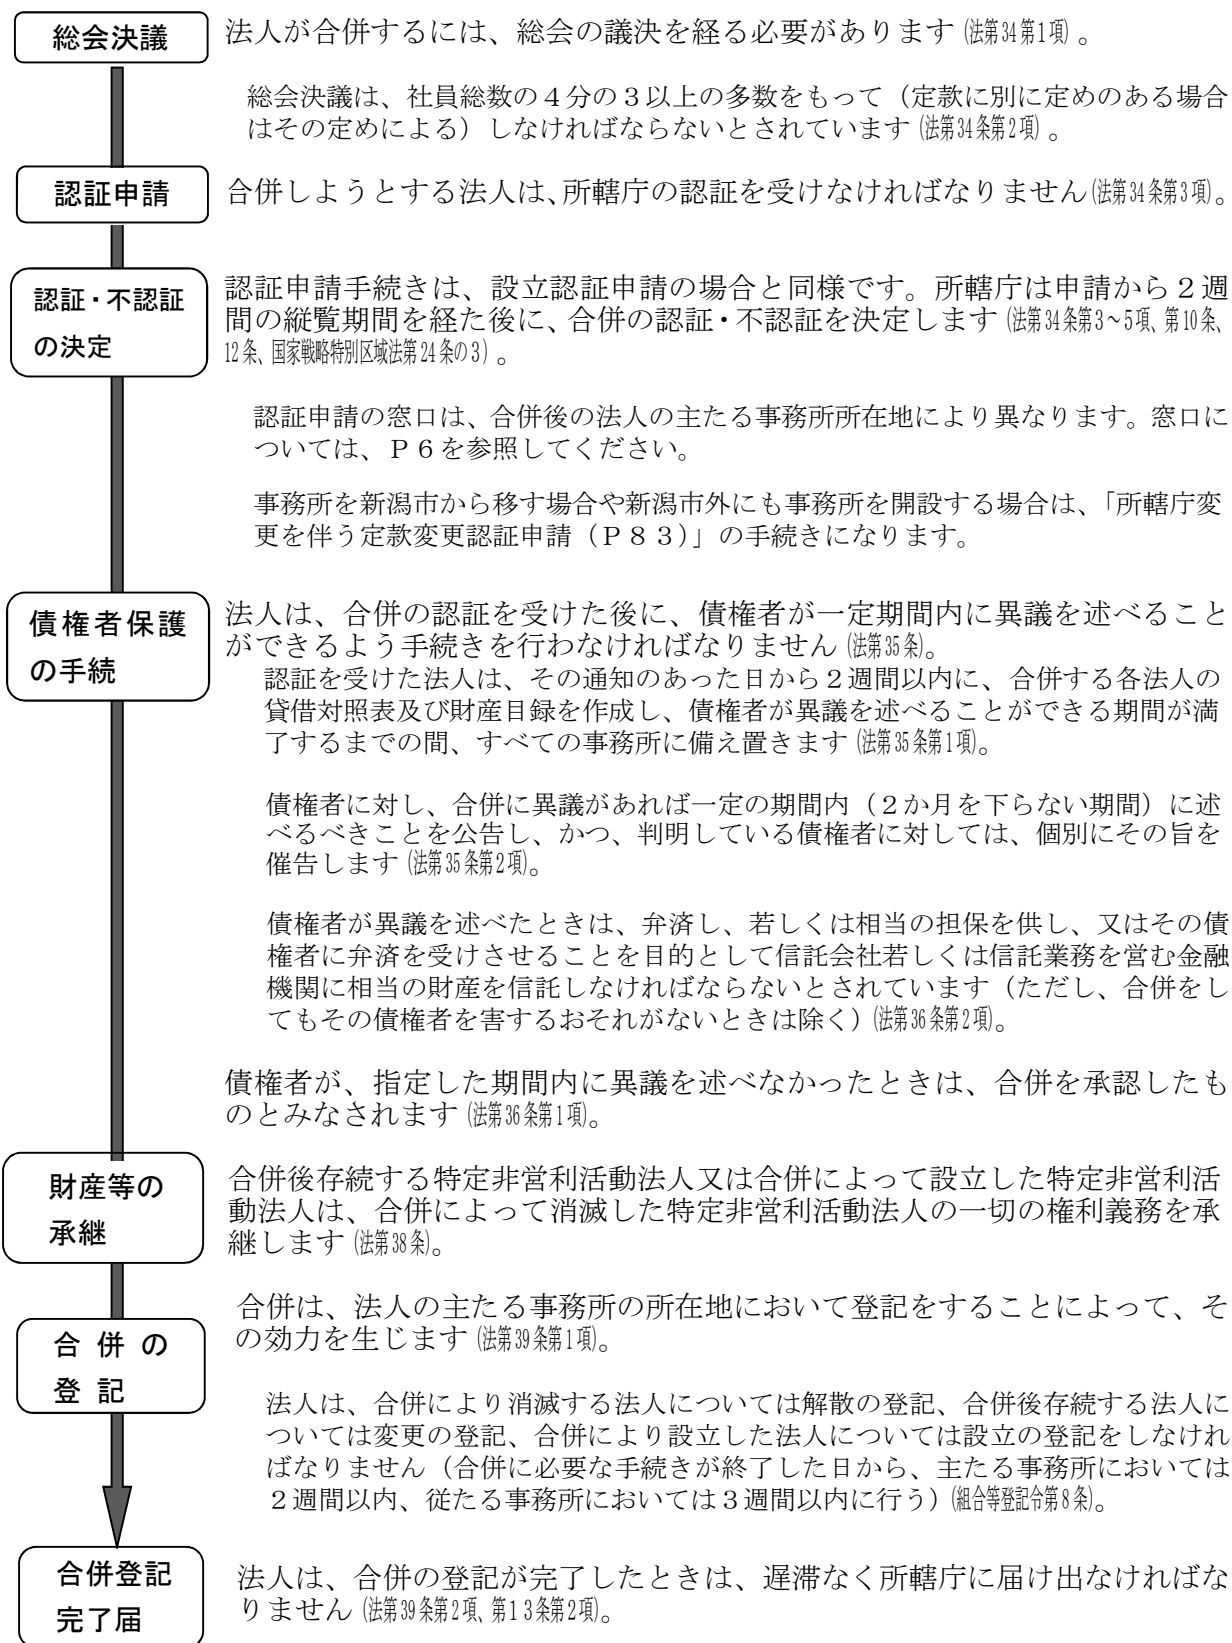 総会決議
法人が合併するには、総会の議決を経る必要があります(法第34第1項)。
総会決議は、社員総数の4分の3以上の多数をもって(定款に別に定めのある場合
はその定めによる)しなければならないとされています(法第34条第2項)。
認証申請
合併しようとする法人は、所轄庁の認証を受けなければなりません(法第34条第3項)。
認証・不認証
の決定
認証申請手続きは、設立認証申請の場合と同様です。所轄庁は申請から2週
間の縦覧期間を経た後に、合併の認証・不認証を決定します(法第34条第3~5項、第10条、
12条、国家戦略特別区域法第24条の3)。
認証申請の窓口は、合併後の法人の主たる事務所所在地により異なります。窓口に
ついては、P6を参照してください。
事務所を新潟市から移す場合や新潟市外にも事務所を開設する場合は、「所轄庁変
更を伴う定款変更認証申請(P83)」の手続きになります。
債権者保護
の手続
法人は、合併の認証を受けた後に、債権者が一定期間内に異議を述べること
ができるよう手続きを行わなければなりません(法第35条)。
認証を受けた法人は、その通知のあった日から2週間以内に、合併する各法人の
貸借対照表及び財産目録を作成し、債権者が異議を述べることができる期間が満
了するまでの間、すべての事務所に備え置きます(法第35条第1項)。
債権者に対し、合併に異議があれば一定の期間内(2か月を下らない期間)に述
べるべきことを公告し、かつ、判明している債権者に対しては、個別にその旨を
催告します(法第35条第2項)。
債権者が異議を述べたときは、弁済し、若しくは相当の担保を供し、又はその債
権者に弁済を受けさせることを目的として信託会社若しくは信託業務を営む金融
機関に相当の財産を信託しなければならないとされています(ただし、合併をし
てもその債権者を害するおそれがないときは除く)(法第36条第2項)。
債権者が、指定した期間内に異議を述べなかったときは、合併を承認したも
のとみなされます(法第36条第1項)。
財産等の
承継
合併後存続する特定非営利活動法人又は合併によって設立した特定非営利活
動法人は、合併によって消滅した特定非営利活動法人の一切の権利義務を承
継します(法第38条)。
合併の
登記
合併は、法人の主たる事務所の所在地において登記をすることによって、そ
の効力を生じます(法第39条第1項)。
法人は、合併により消滅する法人については解散の登記、合併後存続する法人に
ついては変更の登記、合併により設立した法人については設立の登記をしなけれ
ばなりません(合併に必要な手続きが終了した日から、主たる事務所においては
2週間以内、従たる事務所においては3週間以内に行う)(組合等登記令第8条)。
合併登記
完了届
法人は、合併の登記が完了したときは、遅滞なく所轄庁に届け出なければな
りません(法第39条第2項、第13条第2項)。